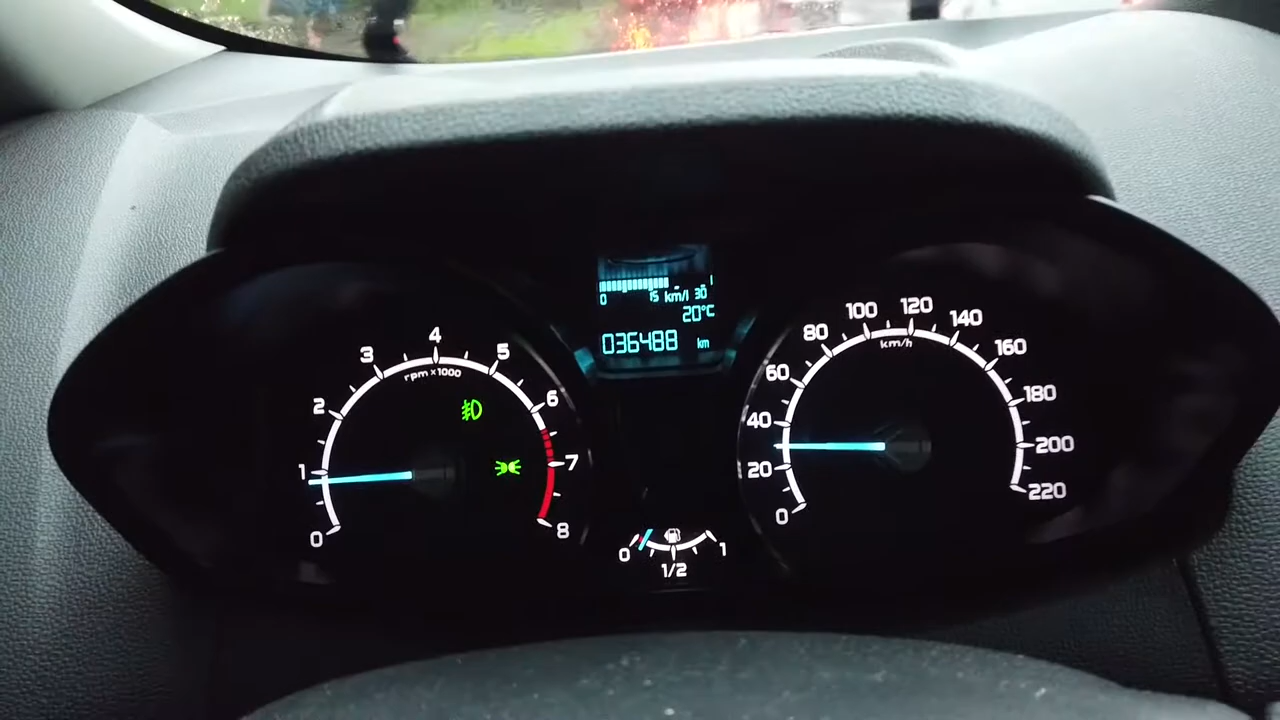 0 15 km/l 30
20°C
036488 km
0 1 2 3 4 5 6 7 8
rpm x 1000
0 20 40 60 80 100 120 140 160 180 200 220
km/h
0 1/2 1